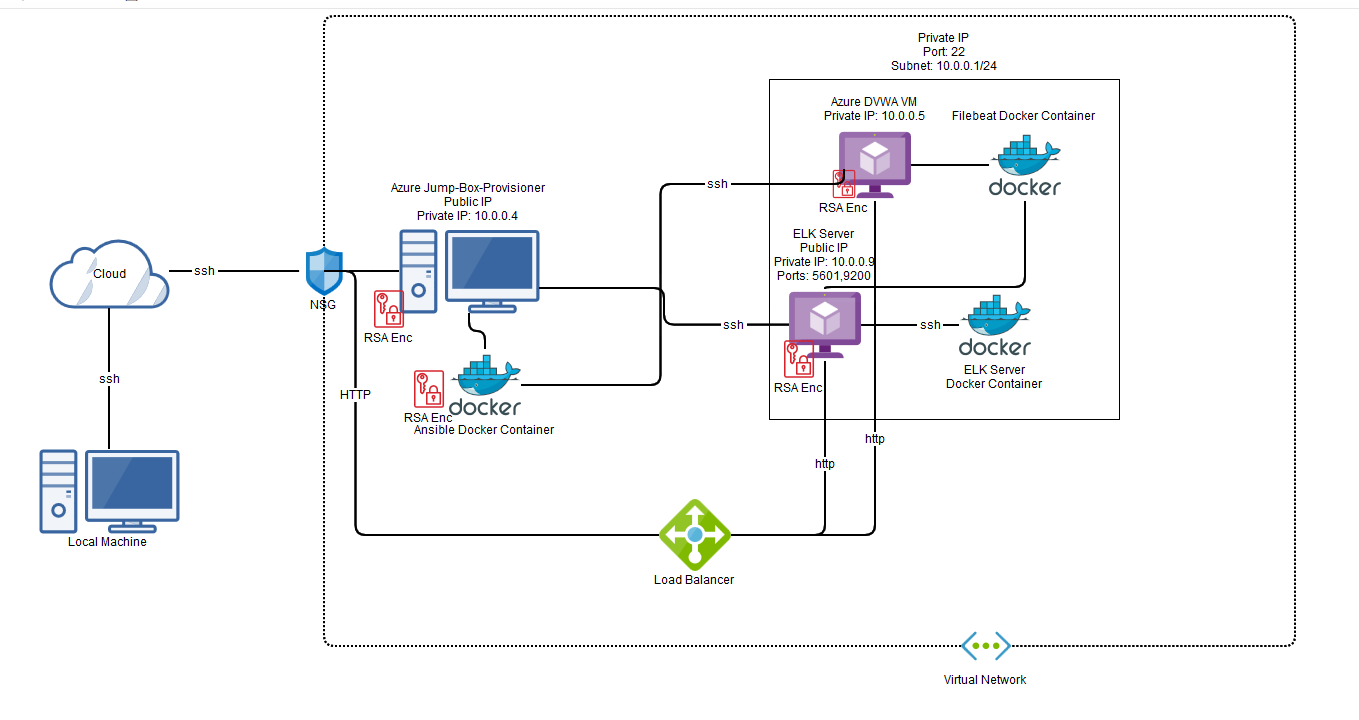 Private IP
Port: 22
Subnet: 10.0.0.1/24
Azure DVWA VM
Private IP: 10.0.0.5
Filebeat Docker Container
docker
RSA Enc
ssh
Azure Jump-Box-Provisioner
Public IP
Private IP: 10.0.0.4
ELK Server
Public IP
Private IP: 10.0.0.9
Ports: 5601,9200
Cloud
ssh
NSG
RSA Enc
ssh
ssh
docker
ELK Server
Docker Container
RSA Enc
ssh
HTTP
docker
RSA Enc
Ansible Docker Container
http
http
Local Machine
Load Balancer
Virtual Network